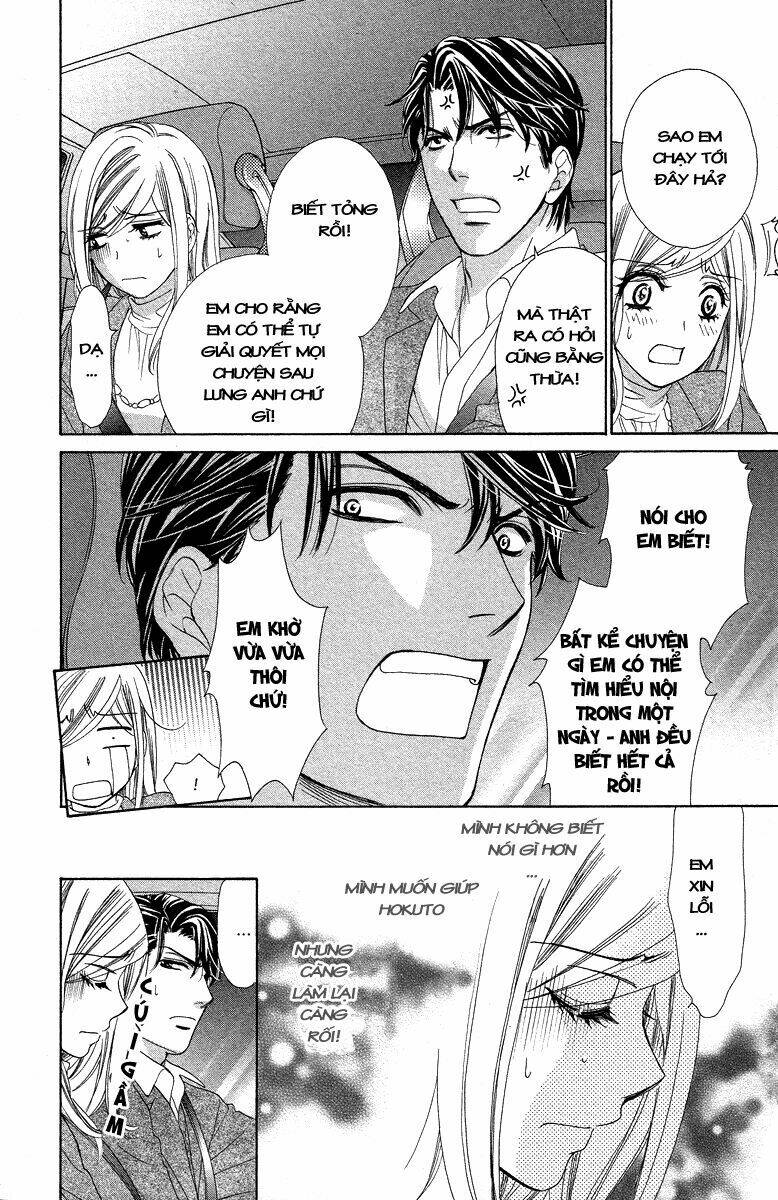 SAO EM
CHẠY TỚI
ĐÂY HẢ?
MÀ THẬT
RA CÓ HỎI
CŨNG BẰNG
THỪA!
BIẾT TỎNG
RỒI!
EM CHO RẰNG
EM CÓ THỂ TỰ
GIẢI QUYẾT MỌI
CHUYỆN SAU
LƯNG ANH CHỨ
GÌ!
DẠ
...
NÓI CHO
EM BIẾT!
BẤT KỂ CHUYỆN
GÌ EM CÓ THỂ
TÌM HIỂU NỘI
TRONG MỘT
NGÀY - ANH ĐỀU
BIẾT HẾT CẢ
RỒI!
EM KHỜ
VỪA VỪA
THÔI
CHỨ!
!
EM
XIN
LỖI
...
MÌNH KHÔNG BIẾT
NÓI GÌ HƠN
...
MÌNH MUỐN GIÚP
HOKUTO
NHƯNG
CÀNG
LÀM LẠI
CÀNG
RỐI!
...
CÚI GẦM